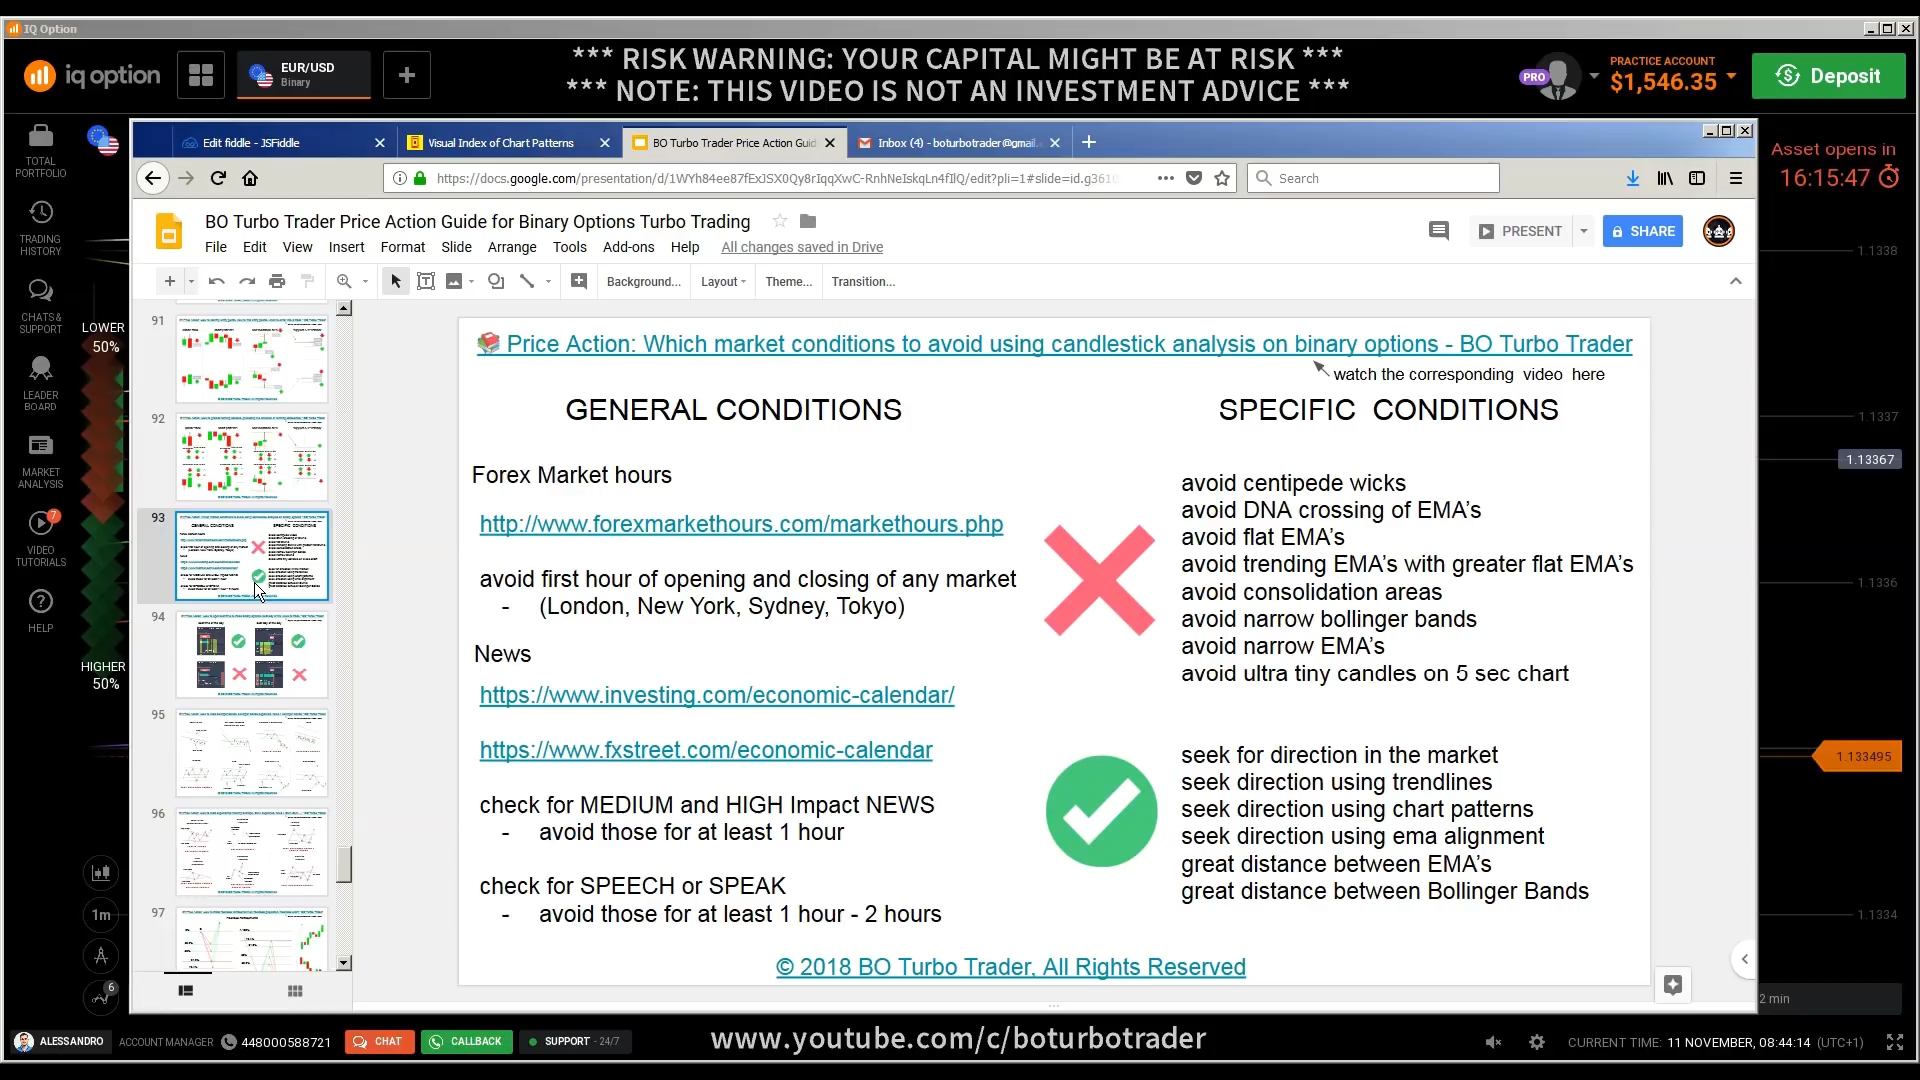 IQ Option
*** RISK WARNING: YOUR CAPITAL MIGHT BE AT RISK ***
*** NOTE: THIS VIDEO IS NOT AN INVESTMENT ADVICE ***
iq option
EUR/USD
Binary
PRO
PRACTICE ACCOUNT
$1,546.35
Deposit
TOTAL
PORTFOLIO
TRADING
HISTORY
CHATS &
SUPPORT
LEADER
BOARD
MARKET
ANALYSIS
7
VIDEO
TUTORIALS
HELP
LOWER
50%
HIGHER
50%
1m
6
Edit fiddle - JSFiddle
Visual Index of Chart Patterns
BO Turbo Trader Price Action Guid
Inbox (4) - boturbotrader@gmail.
https://docs.google.com/presentation/d/1WYh84ee87fExJSX0Qy8rIqqXwC-RnhNeIskqLn4fIlQ/edit?pli=1#slide=id.g3610
Search
BO Turbo Trader Price Action Guide for Binary Options Turbo Trading
File Edit View Insert Format Slide Arrange Tools Add-ons Help All changes saved in Drive
PRESENT
SHARE
Background... Layout Theme... Transition...
91
92
93
94
95
96
97
Price Action: Which market conditions to avoid using candlestick analysis on binary options - BO Turbo Trader
watch the corresponding video here
GENERAL CONDITIONS
Forex Market hours
http://www.forexmarkethours.com/markethours.php
avoid first hour of opening and closing of any market
- (London, New York, Sydney, Tokyo)
News
https://www.investing.com/economic-calendar/
https://www.fxstreet.com/economic-calendar
check for MEDIUM and HIGH Impact NEWS
- avoid those for at least 1 hour
check for SPEECH or SPEAK
- avoid those for at least 1 hour - 2 hours
SPECIFIC CONDITIONS
avoid centipede wicks
avoid DNA crossing of EMA's
avoid flat EMA's
avoid trending EMA's with greater flat EMA's
avoid consolidation areas
avoid narrow bollinger bands
avoid narrow EMA's
avoid ultra tiny candles on 5 sec chart
seek for direction in the market
seek direction using trendlines
seek direction using chart patterns
seek direction using ema alignment
great distance between EMA's
great distance between Bollinger Bands
© 2018 BO Turbo Trader, All Rights Reserved
Asset opens in
16:15:47
1.1338
1.1337
1.13367
1.1336
1.133495
1.1334
2 min
ALESSANDRO
ACCOUNT MANAGER
448000588721
CHAT
CALLBACK
SUPPORT - 24/7
www.youtube.com/c/boturbotrader
CURRENT TIME: 11 NOVEMBER, 08:44:14 (UTC+1)